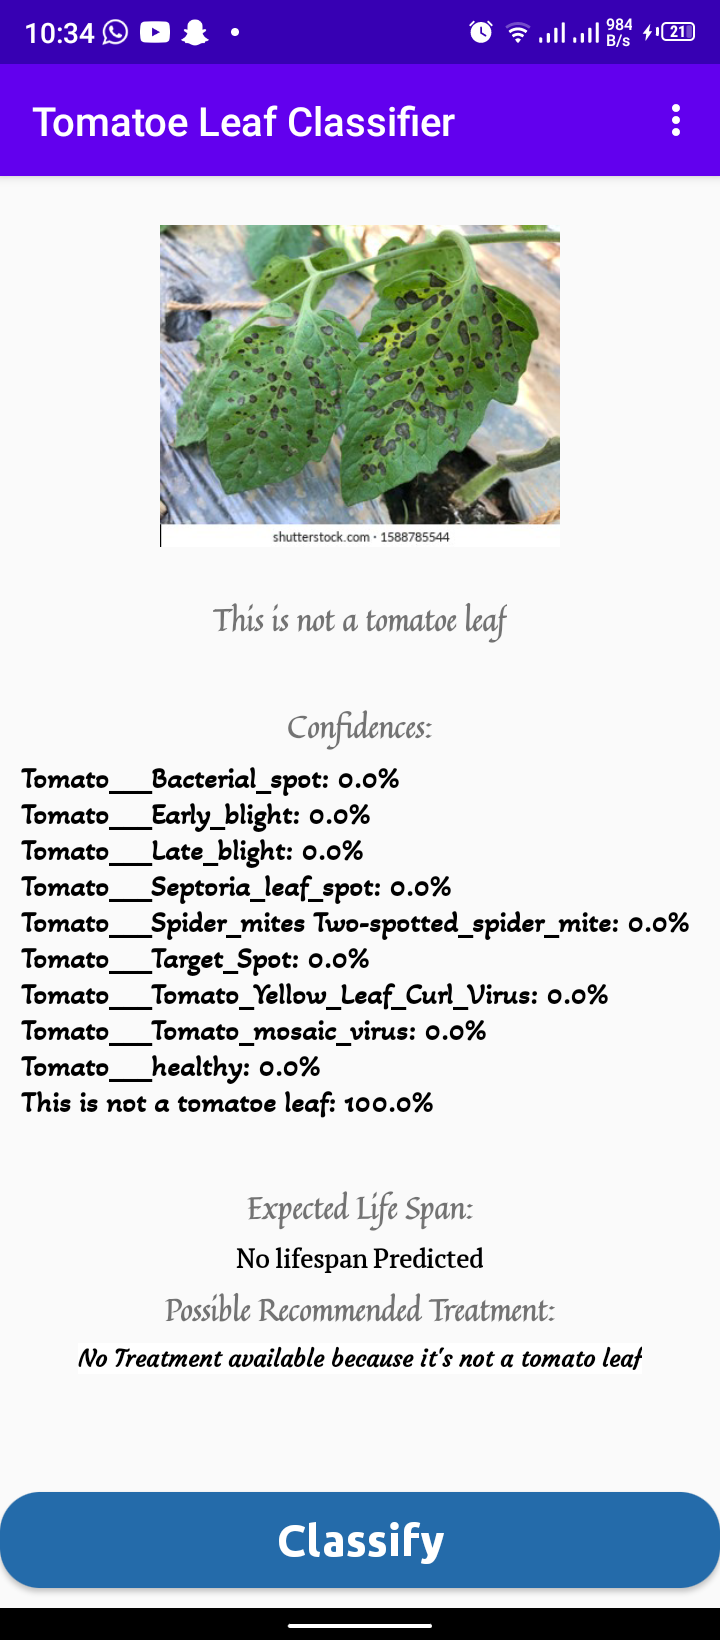 10:34
984
B/s
21
Tomatoe Leaf Classifier
shutterstock.com · 1588785544
This is not a tomatoe leaf
Confidences:
Tomato___Bacterial_spot: 0.0%
Tomato___Early_blight: 0.0%
Tomato___Late_blight: 0.0%
Tomato___Septoria_leaf_spot: 0.0%
Tomato___Spider_mites Two-spotted_spider_mite: 0.0%
Tomato___Target_Spot: 0.0%
Tomato___Tomato_Yellow_Leaf_Curl_Virus: 0.0%
Tomato___Tomato_mosaic_virus: 0.0%
Tomato___healthy: 0.0%
This is not a tomatoe leaf: 100.0%
Expected Life Span:
No lifespan Predicted
Possible Recommended Treatment:
No Treatment available because it's not a tomato leaf
Classify